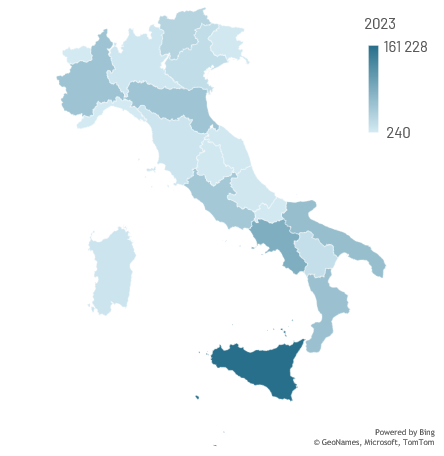 2023
161 228
240
Powered by Bing
© GeoNames, Microsoft, TomTom